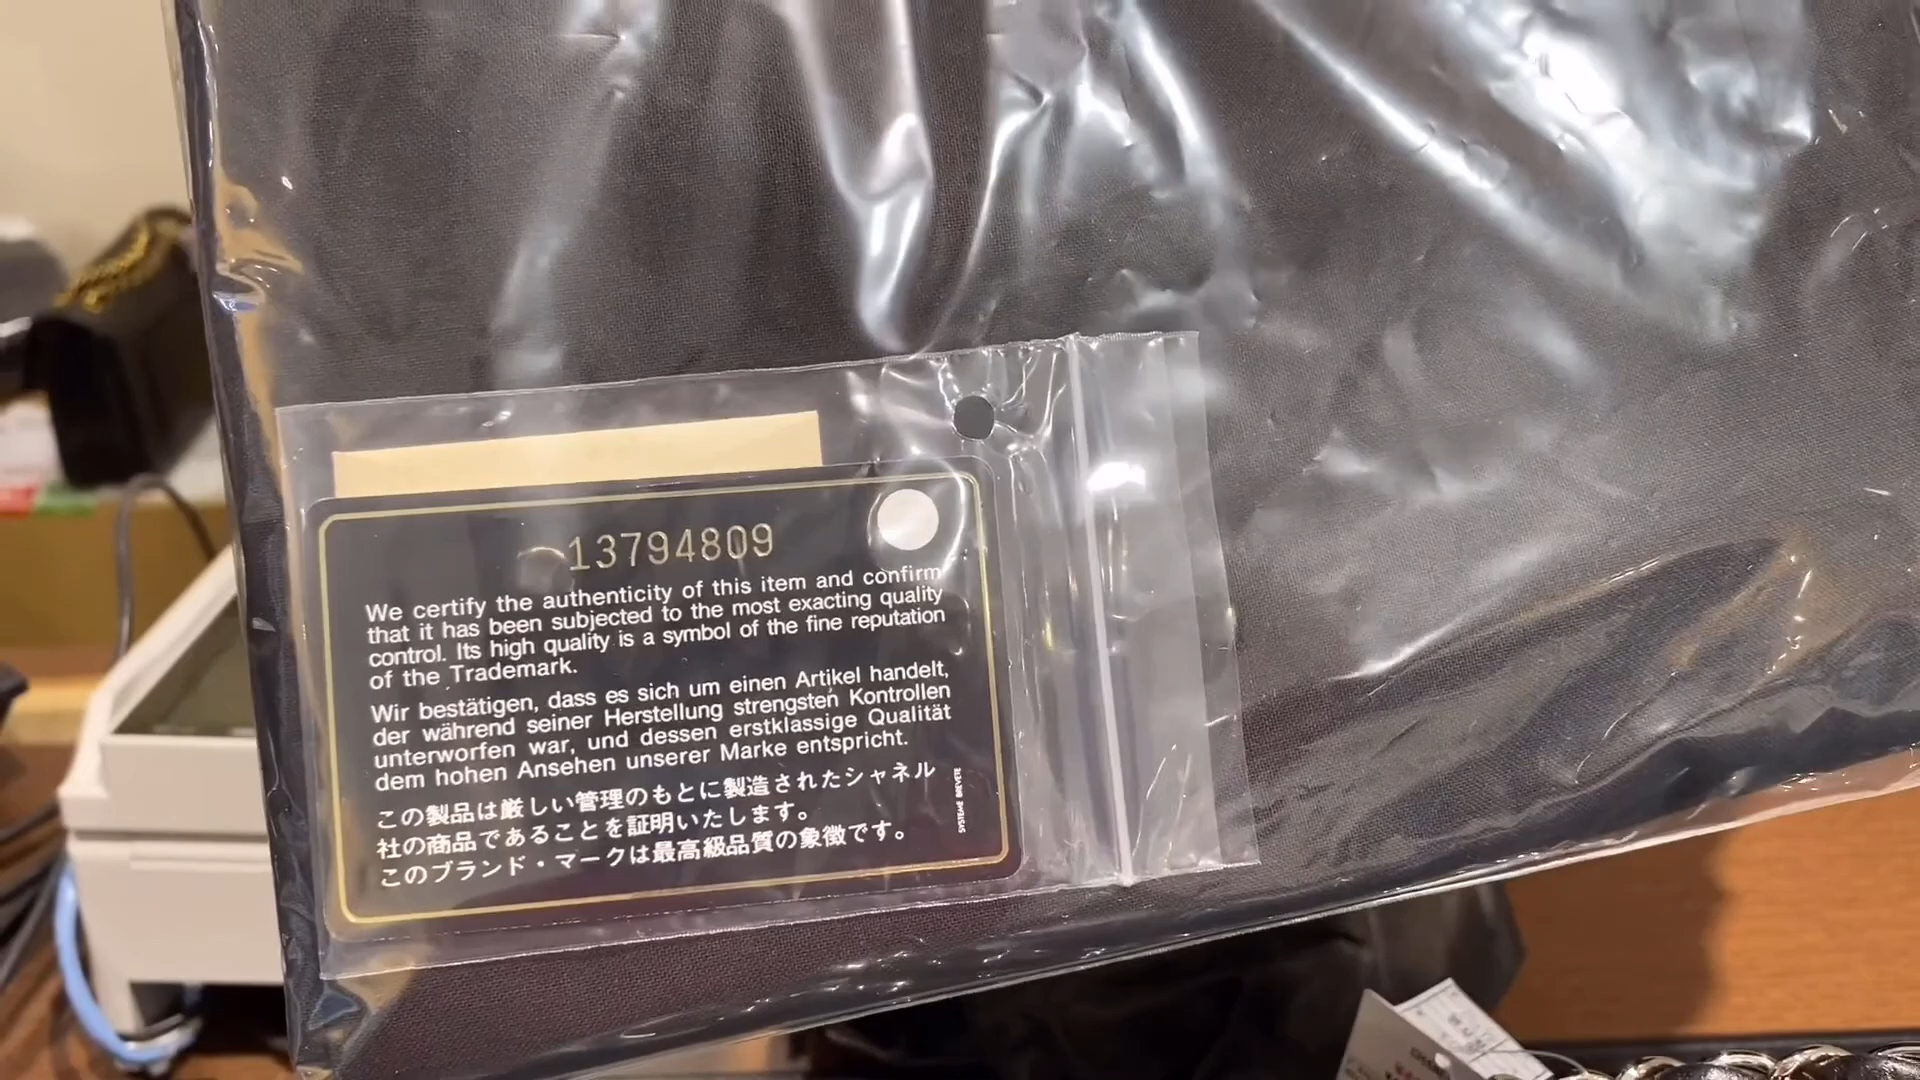 13794809
We certify the authenticity of this item and confirm
that it has been subjected to the most exacting quality
control. Its high quality is a symbol of the fine reputation
of the Trademark.
Wir bestätigen, dass es sich um einen Artikel handelt,
der während seiner Herstellung strengsten Kontrollen
unterworfen war, und dessen erstklassige Qualität
dem hohen Ansehen unserer Marke entspricht.
この製品は厳しい管理のもとに製造されたシャネル
社の商品であることを証明いたします。
このブランド・マークは最高級品質の象徴です。
SYSTEME BREVETE